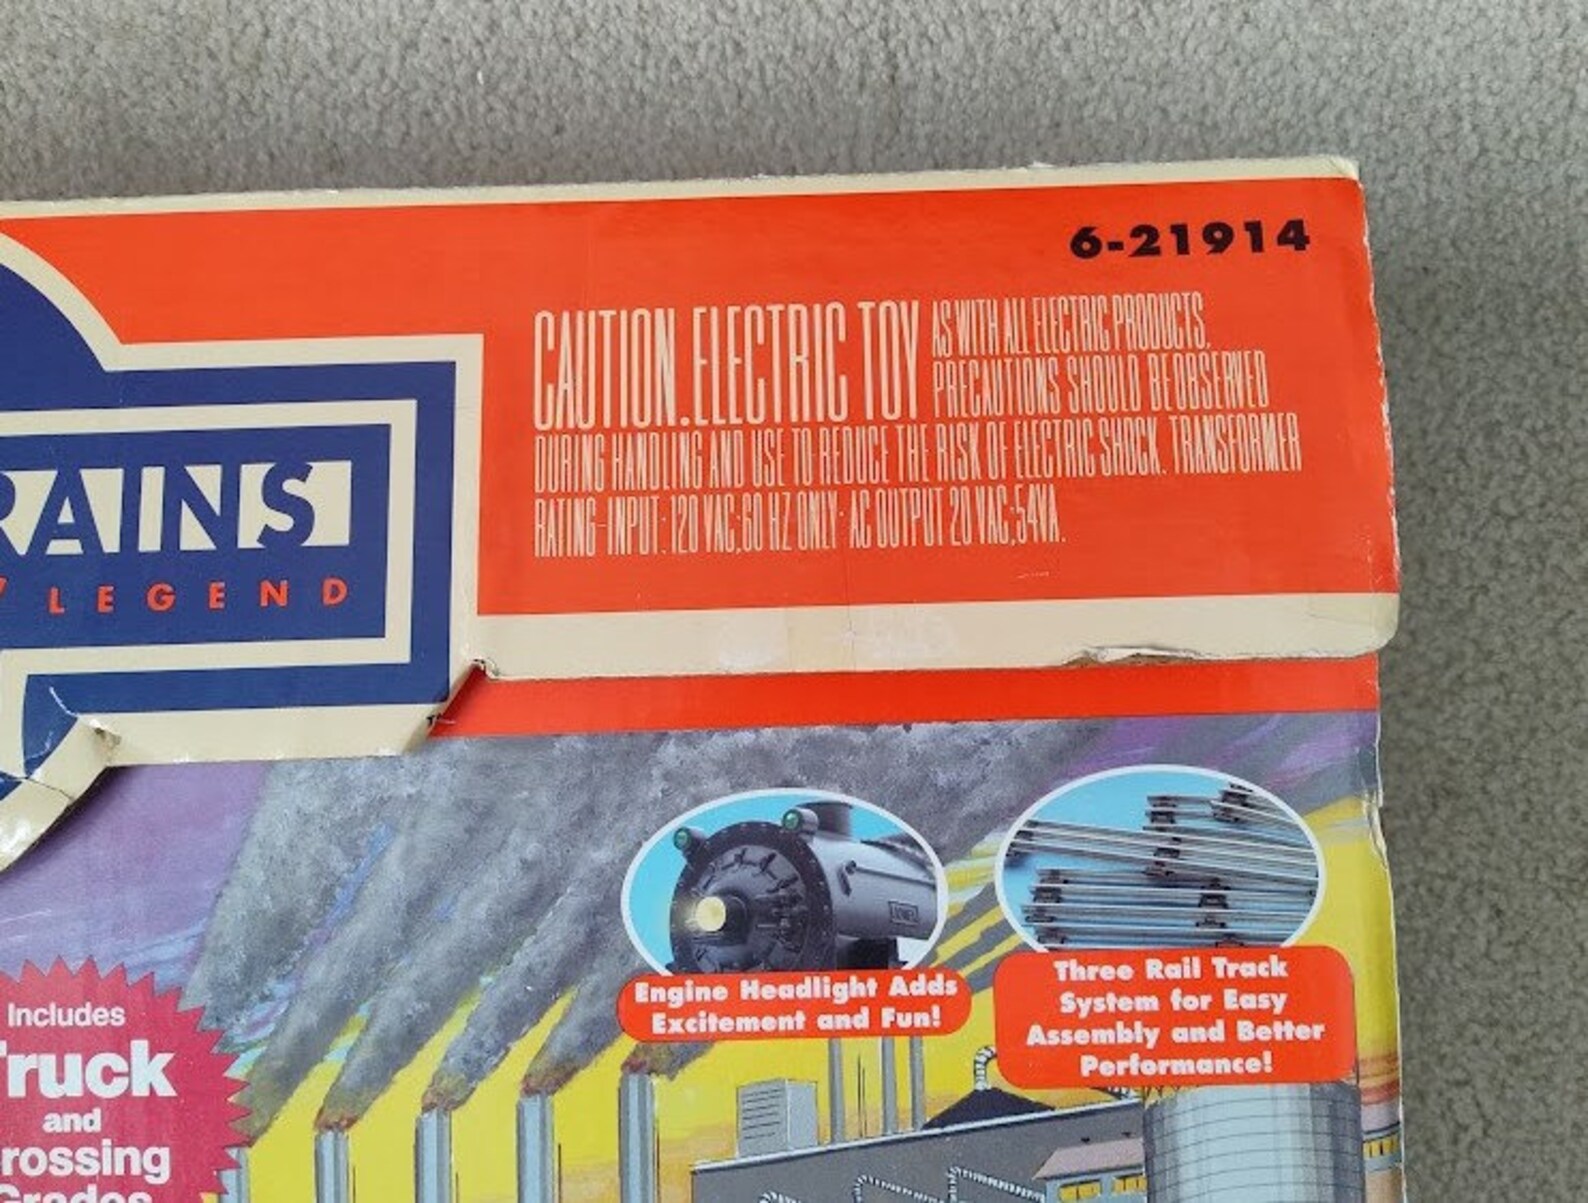 6-21914
CAUTION.ELECTRIC TOY AS WITH ALL ELECTRIC PRODUCTS,
PRECAUTIONS SHOULD BE OBSERVED
DURING HANDLING AND USE TO REDUCE THE RISK OF ELECTRIC SHOCK. TRANSFORMER
RATING-INPUT: 120 VAC;60 HZ ONLY· AC OUTPUT 20 VAC;54VA.
RAINS
Y LEGEND
TM
LIONEL
Engine Headlight Adds
Excitement and Fun!
Three Rail Track
System for Easy
Assembly and Better
Performance!
Includes
Truck
and
rossing
Grades